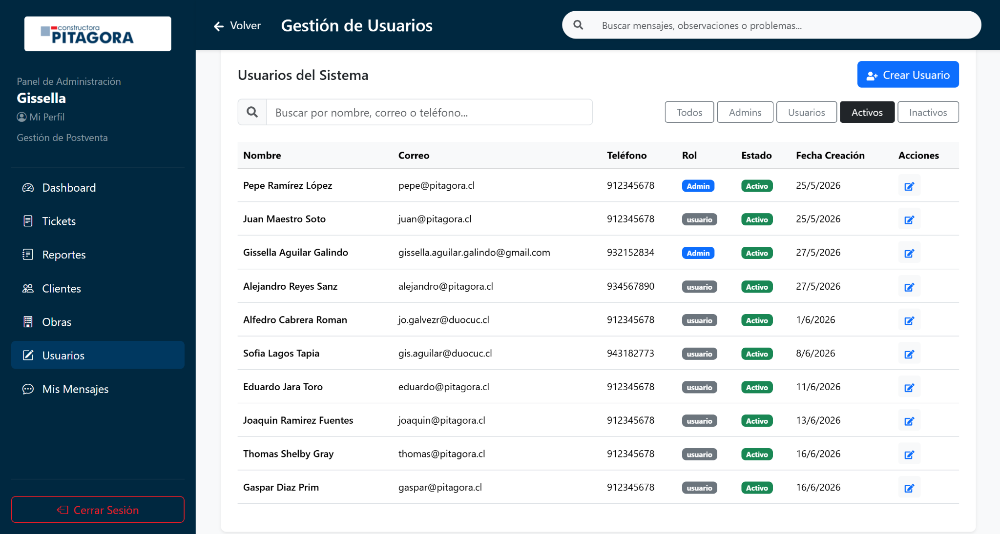 constructora
PITAGORA
Panel de Administración
Gissella
Mi Perfil
Gestión de Postventa
Dashboard
Tickets
Reportes
Clientes
Obras
Usuarios
Mis Mensajes
Cerrar Sesión
Volver
Gestión de Usuarios
Buscar mensajes, observaciones o problemas...
Usuarios del Sistema
Crear Usuario
Buscar por nombre, correo o teléfono...
Todos Admins Usuarios Activos Inactivos
Nombre Correo Teléfono Rol Estado Fecha Creación Acciones
Pepe Ramírez López pepe@pitagora.cl 912345678 Admin Activo 25/5/2026
Juan Maestro Soto juan@pitagora.cl 912345678 usuario Activo 25/5/2026
Gissella Aguilar Galindo gissella.aguilar.galindo@gmail.com 932152834 Admin Activo 27/5/2026
Alejandro Reyes Sanz alejandro@pitagora.cl 934567890 usuario Activo 27/5/2026
Alfedro Cabrera Roman jo.galvezr@duocuc.cl 912345678 usuario Activo 1/6/2026
Sofia Lagos Tapia gis.aguilar@duocuc.cl 943182773 usuario Activo 8/6/2026
Eduardo Jara Toro eduardo@pitagora.cl 912345678 usuario Activo 11/6/2026
Joaquin Ramirez Fuentes joaquin@pitagora.cl 912345678 usuario Activo 13/6/2026
Thomas Shelby Gray thomas@pitagora.cl 912345678 usuario Activo 16/6/2026
Gaspar Diaz Prim gaspar@pitagora.cl 912345678 usuario Activo 16/6/2026